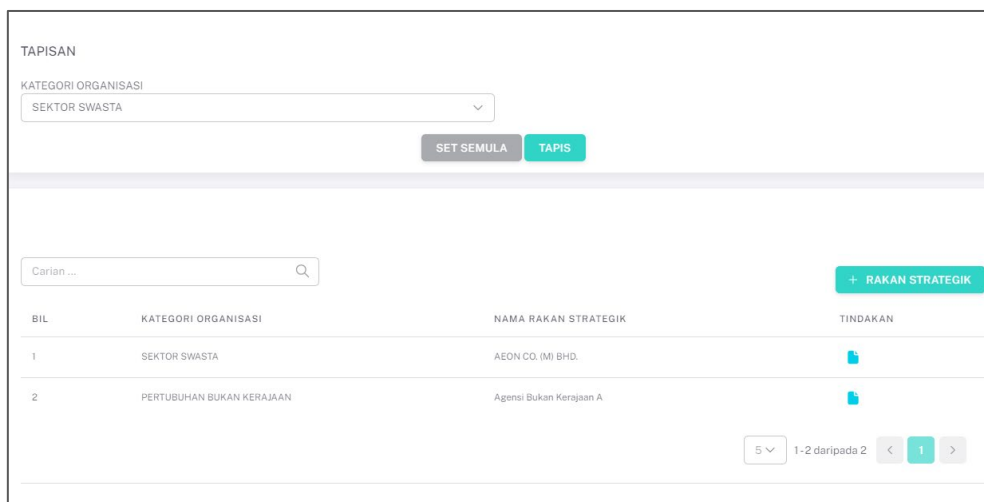 TAPISAN
KATEGORI ORGANISASI
SEKTOR SWASTA
SET SEMULA TAPIS
Carian ...
+ RAKAN STRATEGIK
BIL KATEGORI ORGANISASI NAMA RAKAN STRATEGIK TINDAKAN
1 SEKTOR SWASTA AEON CO. (M) BHD.
2 PERTUBUHAN BUKAN KERAJAAN Agensi Bukan Kerajaan A
5 1-2 daripada 2 < 1 >